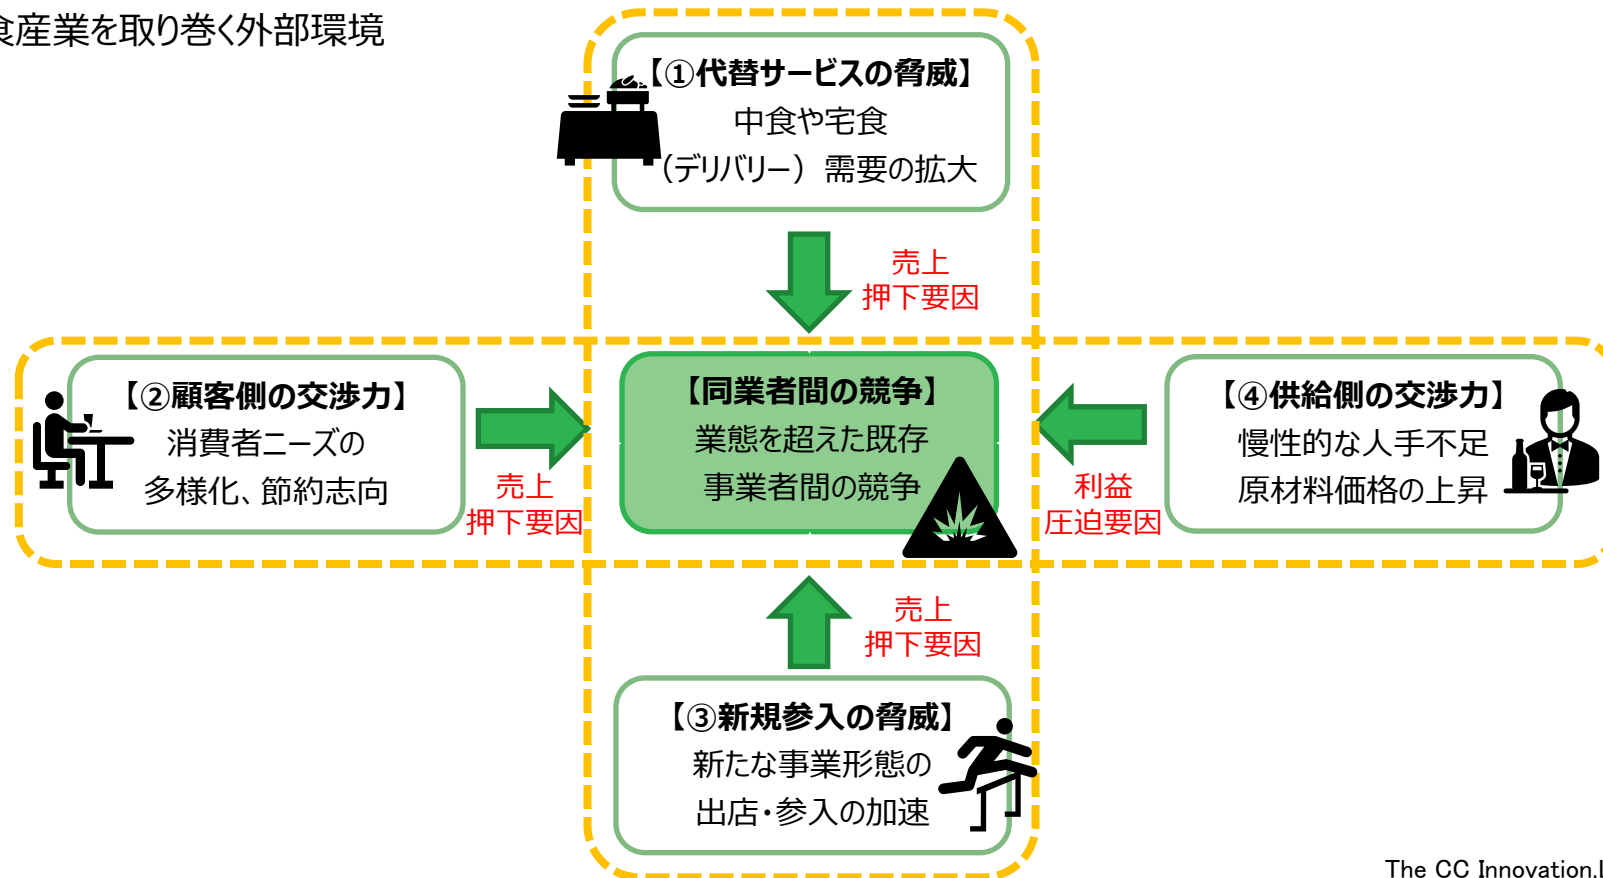 食産業を取り巻く外部環境
【①代替サービスの脅威】
中食や宅食
（デリバリー）需要の拡大
売上
押下要因
【②顧客側の交渉力】
消費者ニーズの
多様化、節約志向
売上
押下要因
【同業者間の競争】
業態を超えた既存
事業者間の競争
利益
圧迫要因
【④供給側の交渉力】
慢性的な人手不足
原材料価格の上昇
売上
押下要因
【③新規参入の脅威】
新たな事業形態の
出店・参入の加速
The CC Innovation.L